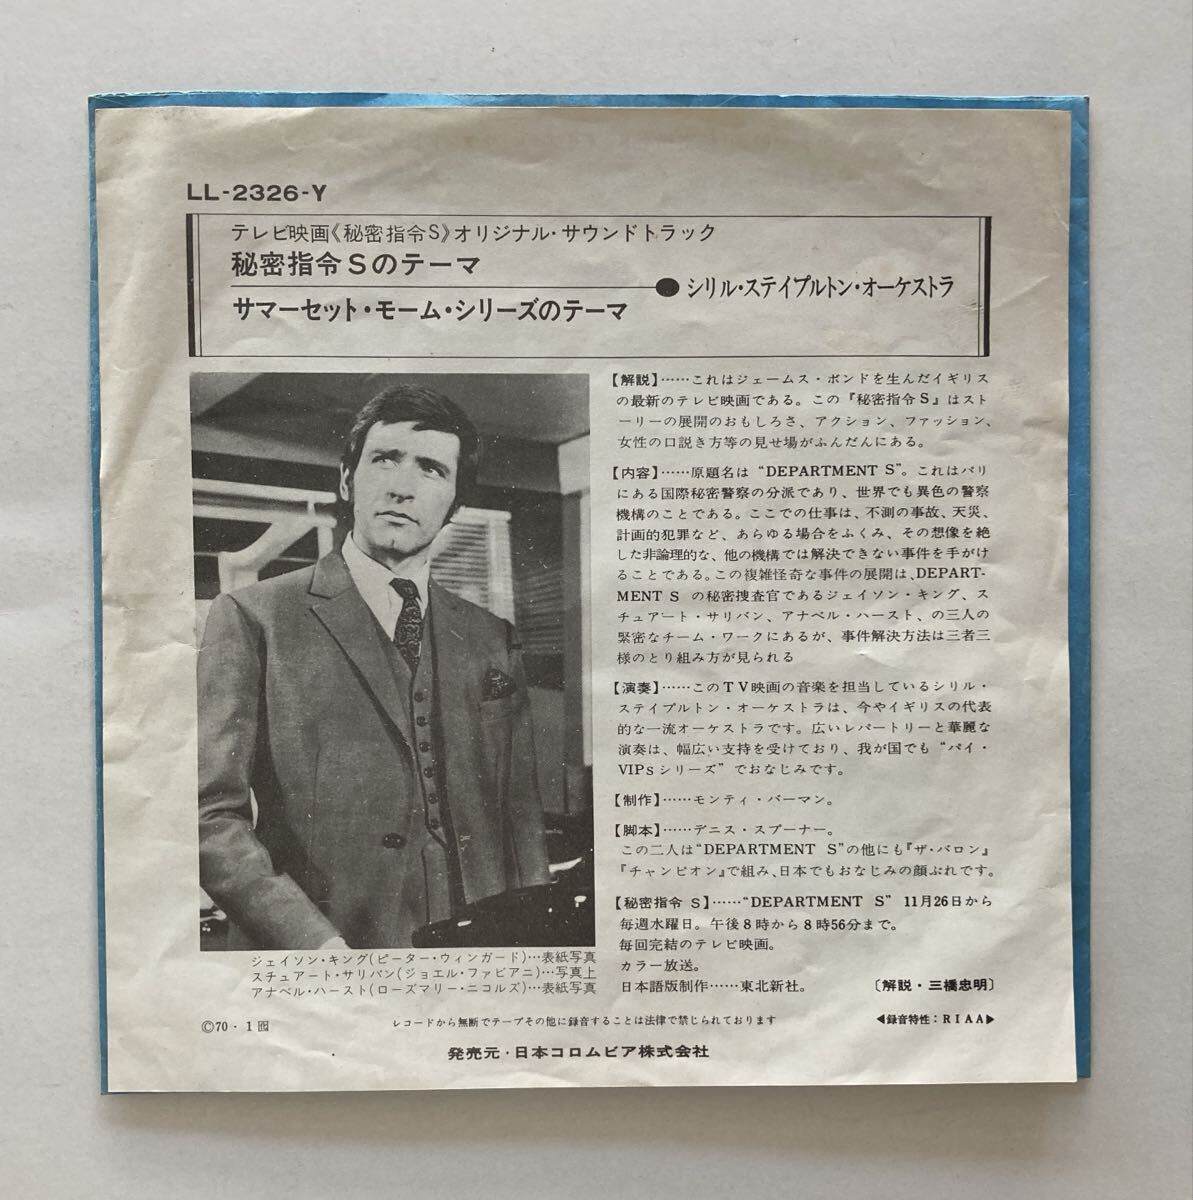 LL-2326-Y
テレビ映画《秘密指令S》オリジナル・サウンドトラック
秘密指令Sのテーマ
サマーセット・モーム・シリーズのテーマ
●シリル・ステイプルトン・オーケストラ
【解説】……これはジェームス・ボンドを生んだイギリス
の最新のテレビ映画である。この『秘密指令S』はスト
ーリーの展開のおもしろさ、アクション、ファッション、
女性の口説き方等の見せ場がふんだんにある。
【内容】……原題名は“DEPARTMENT S”。これはパリ
にある国際秘密警察の分派であり、世界でも異色の警察
機構のことである。ここでの仕事は、不測の事故、天災、
計画的犯罪など、あらゆる場合をふくみ、その想像を絶
した非論理的な、他の機構では解決できない事件を手がけ
ることである。この複雑怪奇な事件の展開は、DEPART-
MENT S の秘密捜査官であるジェイソン・キング、ス
チュアート・サリバン、アナベル・ハースト、の三人の
緊密なチーム・ワークにあるが、事件解決方法は三者三
様のとり組み方が見られる
【演奏】……このTV映画の音楽を担当しているシリル・
ステイプルトン・オーケストラは、今やイギリスの代表
的な一流オーケストラです。広いレパートリーと華麗な
演奏は、幅広い支持を受けており、我が国でも“パイ・
VIPsシリーズ”でおなじみです。
【制作】……モンティ・バーマン。
【脚本】……デニス・スプーナー。
この二人は“DEPARTMENT S”の他にも『ザ・バロン』
『チャンピオン』で組み、日本でもおなじみの顔ぶれです。
【秘密指令 S】……“DEPARTMENT S” 11月26日から
毎週水曜日。午後8時から8時56分まで。
毎回完結のテレビ映画。
カラー放送。
日本語版制作……東北新社。
〔解説・三橋忠明〕
ジェイソン・キング(ピーター・ウィンガード)…表紙写真
スチュアート・サリバン(ジョエル・ファビアニ)…写真上
アナベル・ハースト(ローズマリー・ニコルズ)…表紙写真
©70・1
レコードから無断でテープその他に録音することは法律で禁じられております
◀録音特性：RIAA▶
発売元・日本コロムビア株式会社